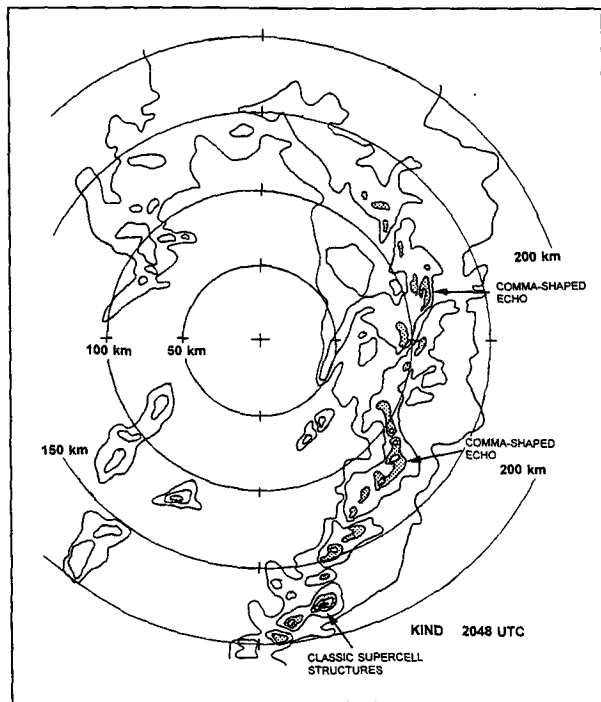 200 km
COMMA-SHAPED
ECHO
100 km
50 km
150 km
COMMA-SHAPED
ECHO
200 km
KIND 2048 UTC
CLASSIC SUPERCELL
STRUCTURES